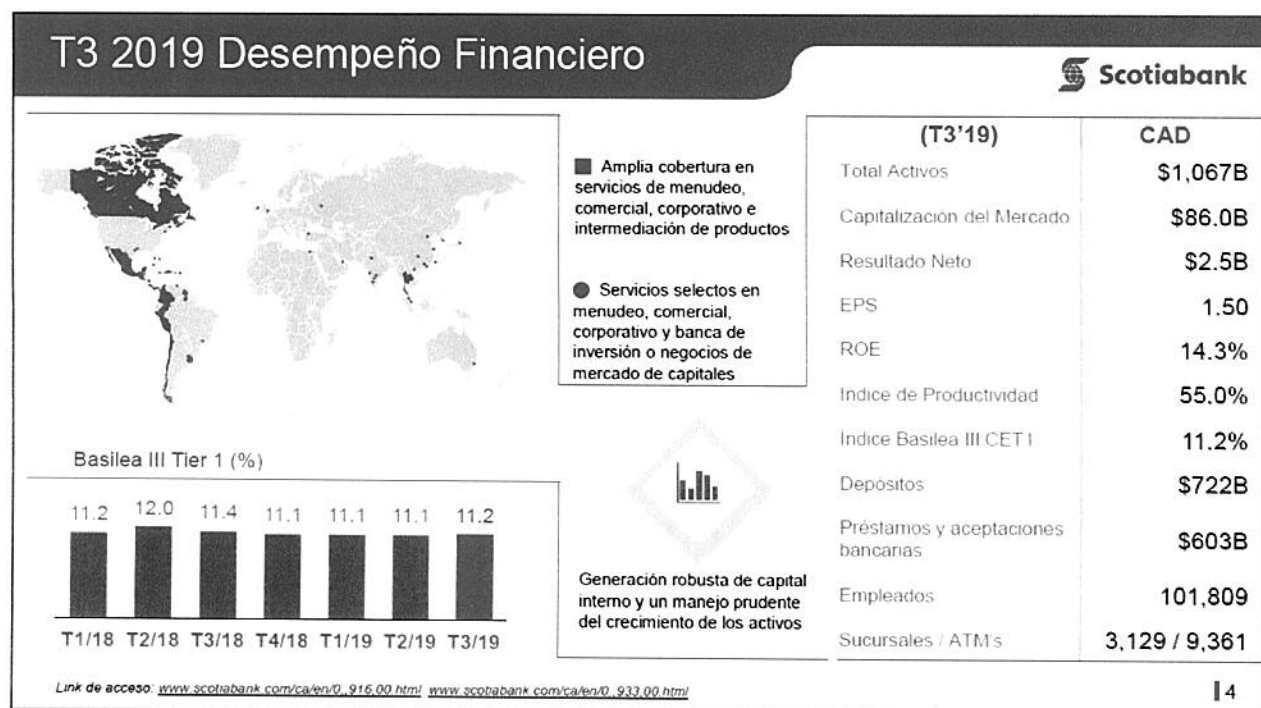 T3 2019 Desempeño Financiero
Scotiabank
Amplia cobertura en
servicios de menudeo,
comercial, corporativo e
intermediación de productos
Servicios selectos en
menudeo, comercial,
corporativo y banca de
inversión o negocios de
mercado de capitales
(T3'19) CAD
Total Activos $1,067B
Capitalización del Mercado $86.0B
Resultado Neto $2.5B
EPS 1.50
ROE 14.3%
Indice de Productividad 55.0%
Índice Basilea III CET1 11.2%
Depósitos $722B
Préstamos y aceptaciones
bancarias $603B
Empleados 101,809
Sucursales / ATM's 3,129 / 9,361
Basilea III Tier 1 (%)
11.2 12.0 11.4 11.1 11.1 11.1 11.2
T1/18 T2/18 T3/18 T4/18 T1/19 T2/19 T3/19
Generación robusta de capital
interno y un manejo prudente
del crecimiento de los activos
Link de acceso: www.scotiabank.com/ca/en/0,,916,00.html www.scotiabank.com/ca/en/0,,933,00.html
4